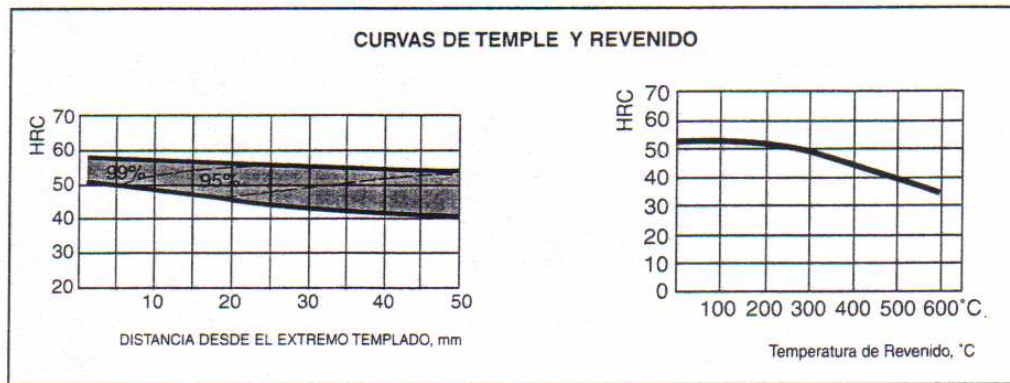 CURVAS DE TEMPLE Y REVENIDO
HRC
70
60
50
40
30
20
99%
95%
10 20 30 40 50
DISTANCIA DESDE EL EXTREMO TEMPLADO, mm
HRC
70
60
50
40
30
20
10
0
100 200 300 400 500 600 °C.
Temperatura de Revenido, °C